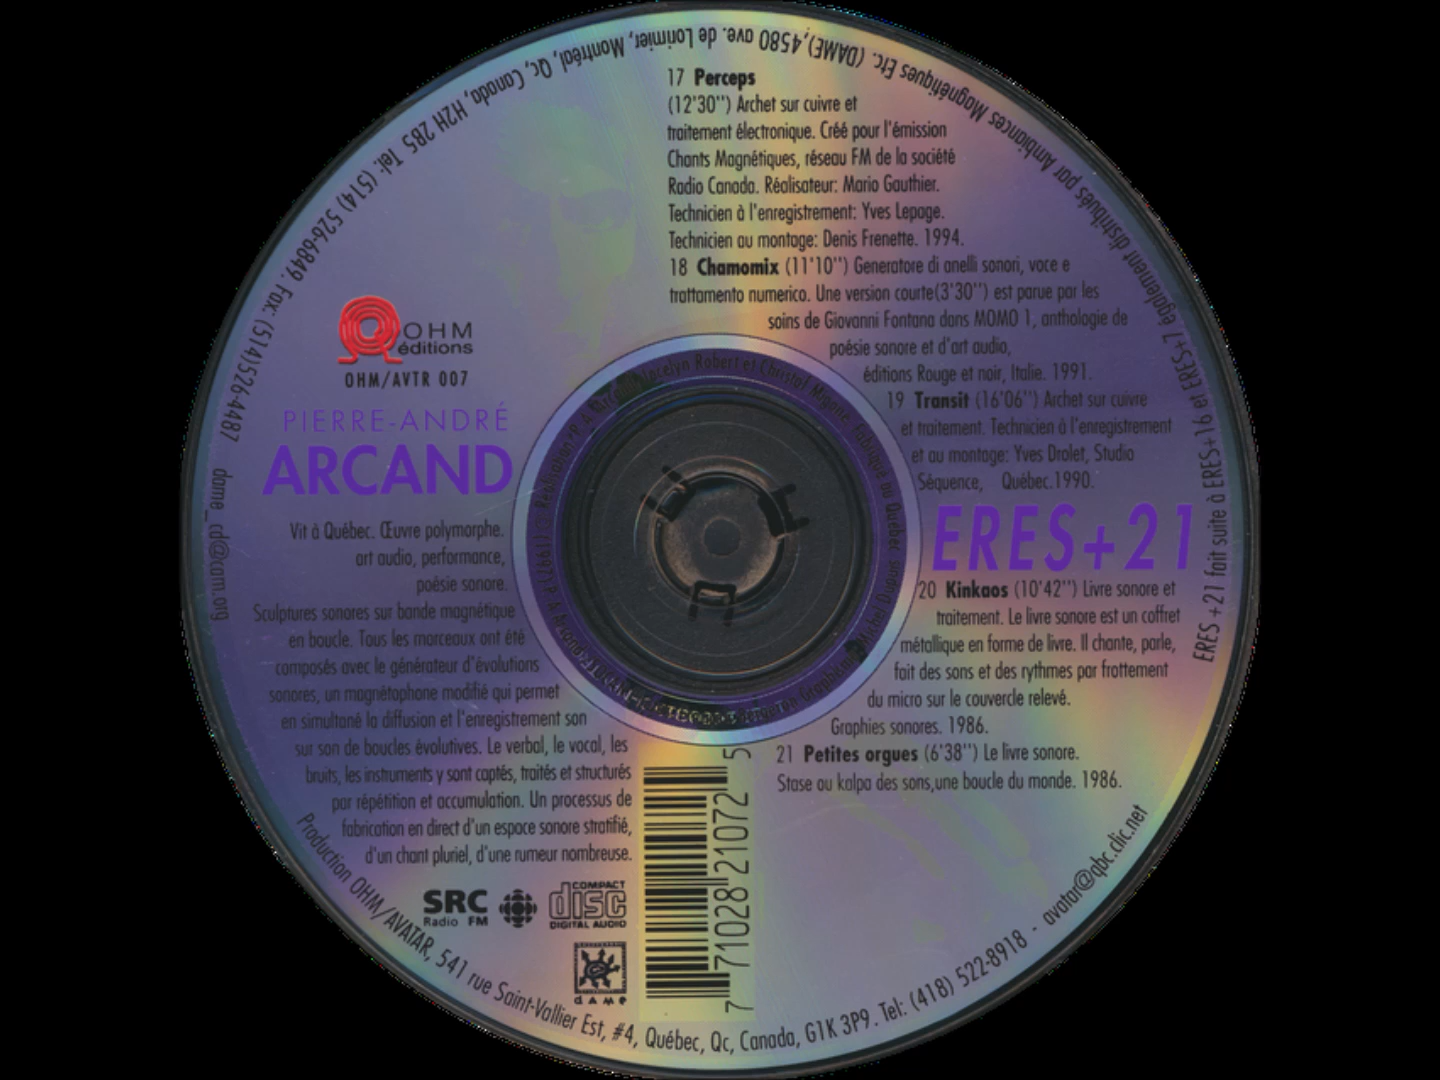 17 Perceps
(12'30'') Archet sur cuivre et
traitement électronique. Créé pour l'émission
Chants Magnétiques, réseau FM de la société
Radio Canada. Réalisateur: Mario Gauthier.
Technicien à l'enregistrement: Yves Lepage.
Technicien au montage: Denis Frenette. 1994.
18 Chamomix (11'10'') Generatore di anelli sonori, voce e
trattamento numerico. Une version courte(3'30'') est parue par les
soins de Giovanni Fontana dans MOMO 1, anthologie de
poésie sonore et d'art audio,
éditions Rouge et noir, Italie. 1991.
19 Transit (16'06'') Archet sur cuivre
et traitement. Technicien à l'enregistrement
et au montage: Yves Drolet, Studio
Séquence, Québec.1990.
ERES+21
20 Kinkaos (10'42'') Livre sonore et
traitement. Le livre sonore est un coffret
métallique en forme de livre. Il chante, parle,
fait des sons et des rythmes par frottement
du micro sur le couvercle relevé.
Graphies sonores. 1986.
21 Petites orgues (6'38'') Le livre sonore.
Stase ou kalpa des sons,une boucle du monde. 1986.
OHM
éditions
OHM/AVTR 007
PIERRE-ANDRÉ
ARCAND
Vit à Québec. Œuvre polymorphe.
art audio, performance,
poésie sonore.
Sculptures sonores sur bande magnétique
en boucle. Tous les morceaux ont été
composés avec le générateur d'évolutions
sonores, un magnétophone modifié qui permet
en simultané la diffusion et l'enregistrement son
sur son de boucles évolutives. Le verbal, le vocal, les
bruits, les instruments y sont captés, traités et structurés
par répétition et accumulation. Un processus de
fabrication en direct d'un espace sonore stratifié,
d'un chant pluriel, d'une rumeur nombreuse.
SRC
Radio FM
COMPACT
disc
DIGITAL AUDIO
dAMe
7 71028 21072 5
Production OHM/AVATAR, 541 rue Saint-Vallier Est, #4, Québec, Qc, Canada, G1K 3P9. Tel: (418) 522-8918 - avatar@qbc.clic.net
ERES +21 fait suite à ERES+16 et ERES+7 également distribués par Ambiances Magnétiques Etc. (DAME),4580 ave. de Lorimier, Montréal, Qc, Canada, H2H 2B5 Tel: (514) 526-6849. Fax: (514)526-4487 dame_cd@cam.org
Jocelyn Robert et Christof Migone. Fabriqué au Québec